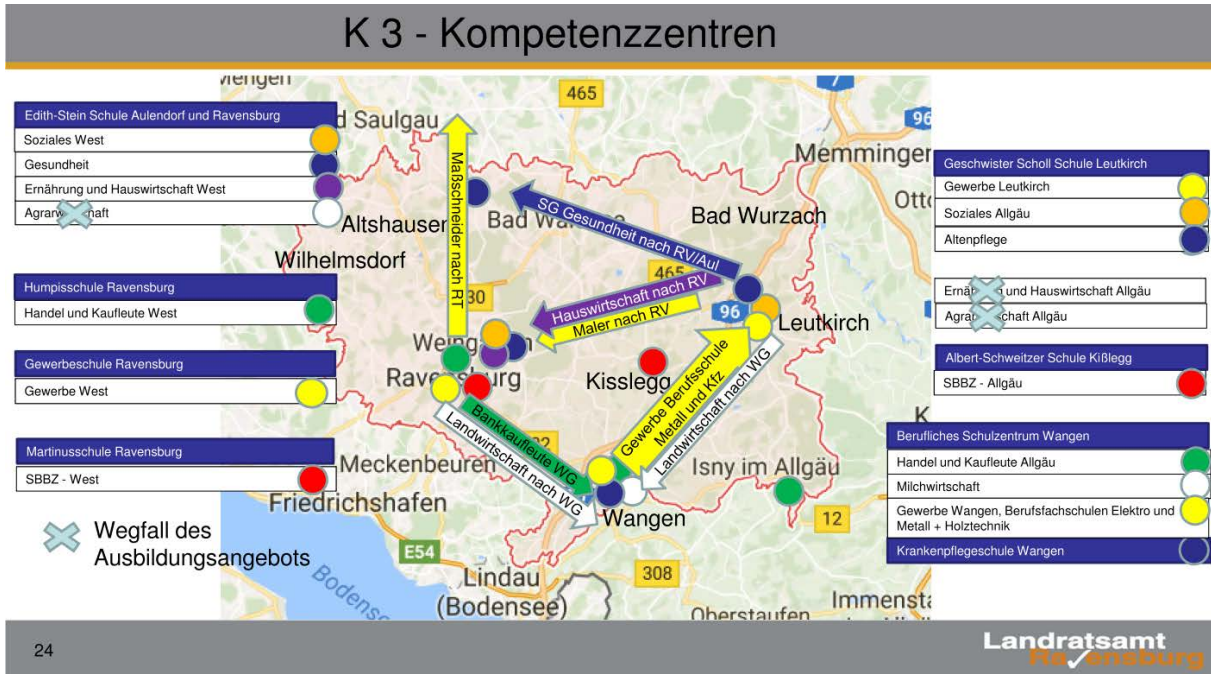 K 3 - Kompetenzzentren
Edith-Stein Schule Aulendorf und Ravensburg
Soziales West
Gesundheit
Ernährung und Hauswirtschaft West
Humpisschule Ravensburg
Handel und Kaufleute West
Gewerbeschule Ravensburg
Gewerbe West
Martinusschule Ravensburg
SBBZ - West
Wegfall des
Ausbildungsangebots
465
7
96
d Saulgau
Memmingen
Altshausen
Bad
Bad Wurzach
Wilhelmsdorf
465
30
96
Leutkirch
Kisslegg
Meckenbeuren
Isny im Allgäu
Friedrichshafen
Wangen
12
E54
Lindau
(Bodensee)
308
Oberstaufen
Immensta
Maßschneider nach RT
SG Gesundheit nach RV/Aul
Hauswirtschaft nach RV
Maler nach RV
Gewerbe Berufsschule
Metall und Kfz
Landwirtschaft nach WG
Bankkaufleute WG
Landwirtschaft nach WG
Geschwister Scholl Schule Leutkirch
Gewerbe Leutkirch
Soziales Allgäu
Altenpflege
und Hauswirtschaft Allgäu
Allgäu
Albert-Schweitzer Schule Kißlegg
SBBZ - Allgäu
Berufliches Schulzentrum Wangen
Handel und Kaufleute Allgäu
Milchwirtschaft
Gewerbe Wangen, Berufsfachschulen Elektro und
Metall + Holztechnik
Krankenpflegeschule Wangen
24
Landratsamt
Ravensburg